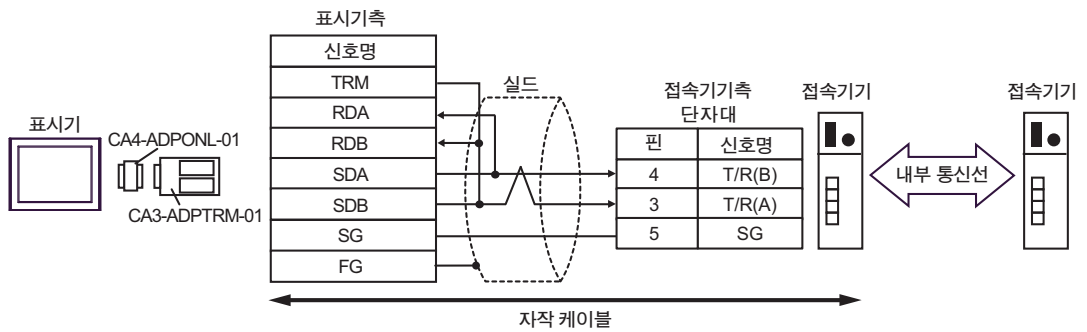 표시기
CA4-ADPONL-01
CA3-ADPTRM-01
표시기측
신호명
TRM
RDA
RDB
SDA
SDB
SG
FG
실드
접속기기측
단자대
핀 신호명
4 T/R(B)
3 T/R(A)
5 SG
접속기기
내부 통신선
접속기기
자작 케이블